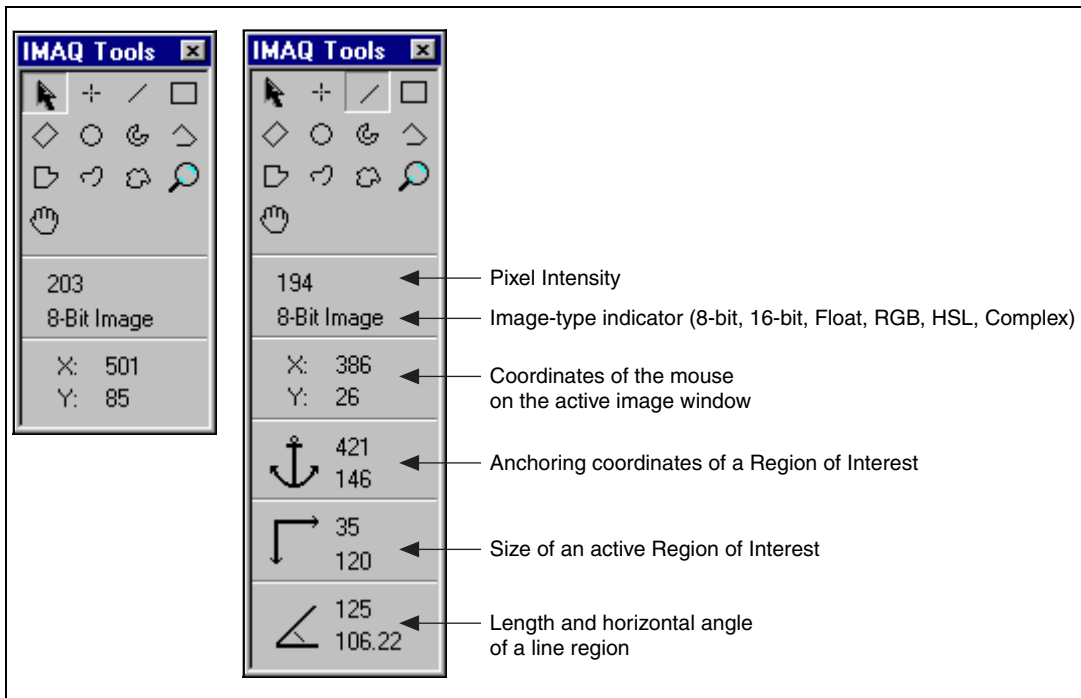 IMAQ Tools
203
8-Bit Image
X: 501
Y: 85
IMAQ Tools
194
8-Bit Image
X: 386
Y: 26
421
146
35
120
125
106.22
Pixel Intensity
Image-type indicator (8-bit, 16-bit, Float, RGB, HSL, Complex)
Coordinates of the mouse
on the active image window
Anchoring coordinates of a Region of Interest
Size of an active Region of Interest
Length and horizontal angle
of a line region